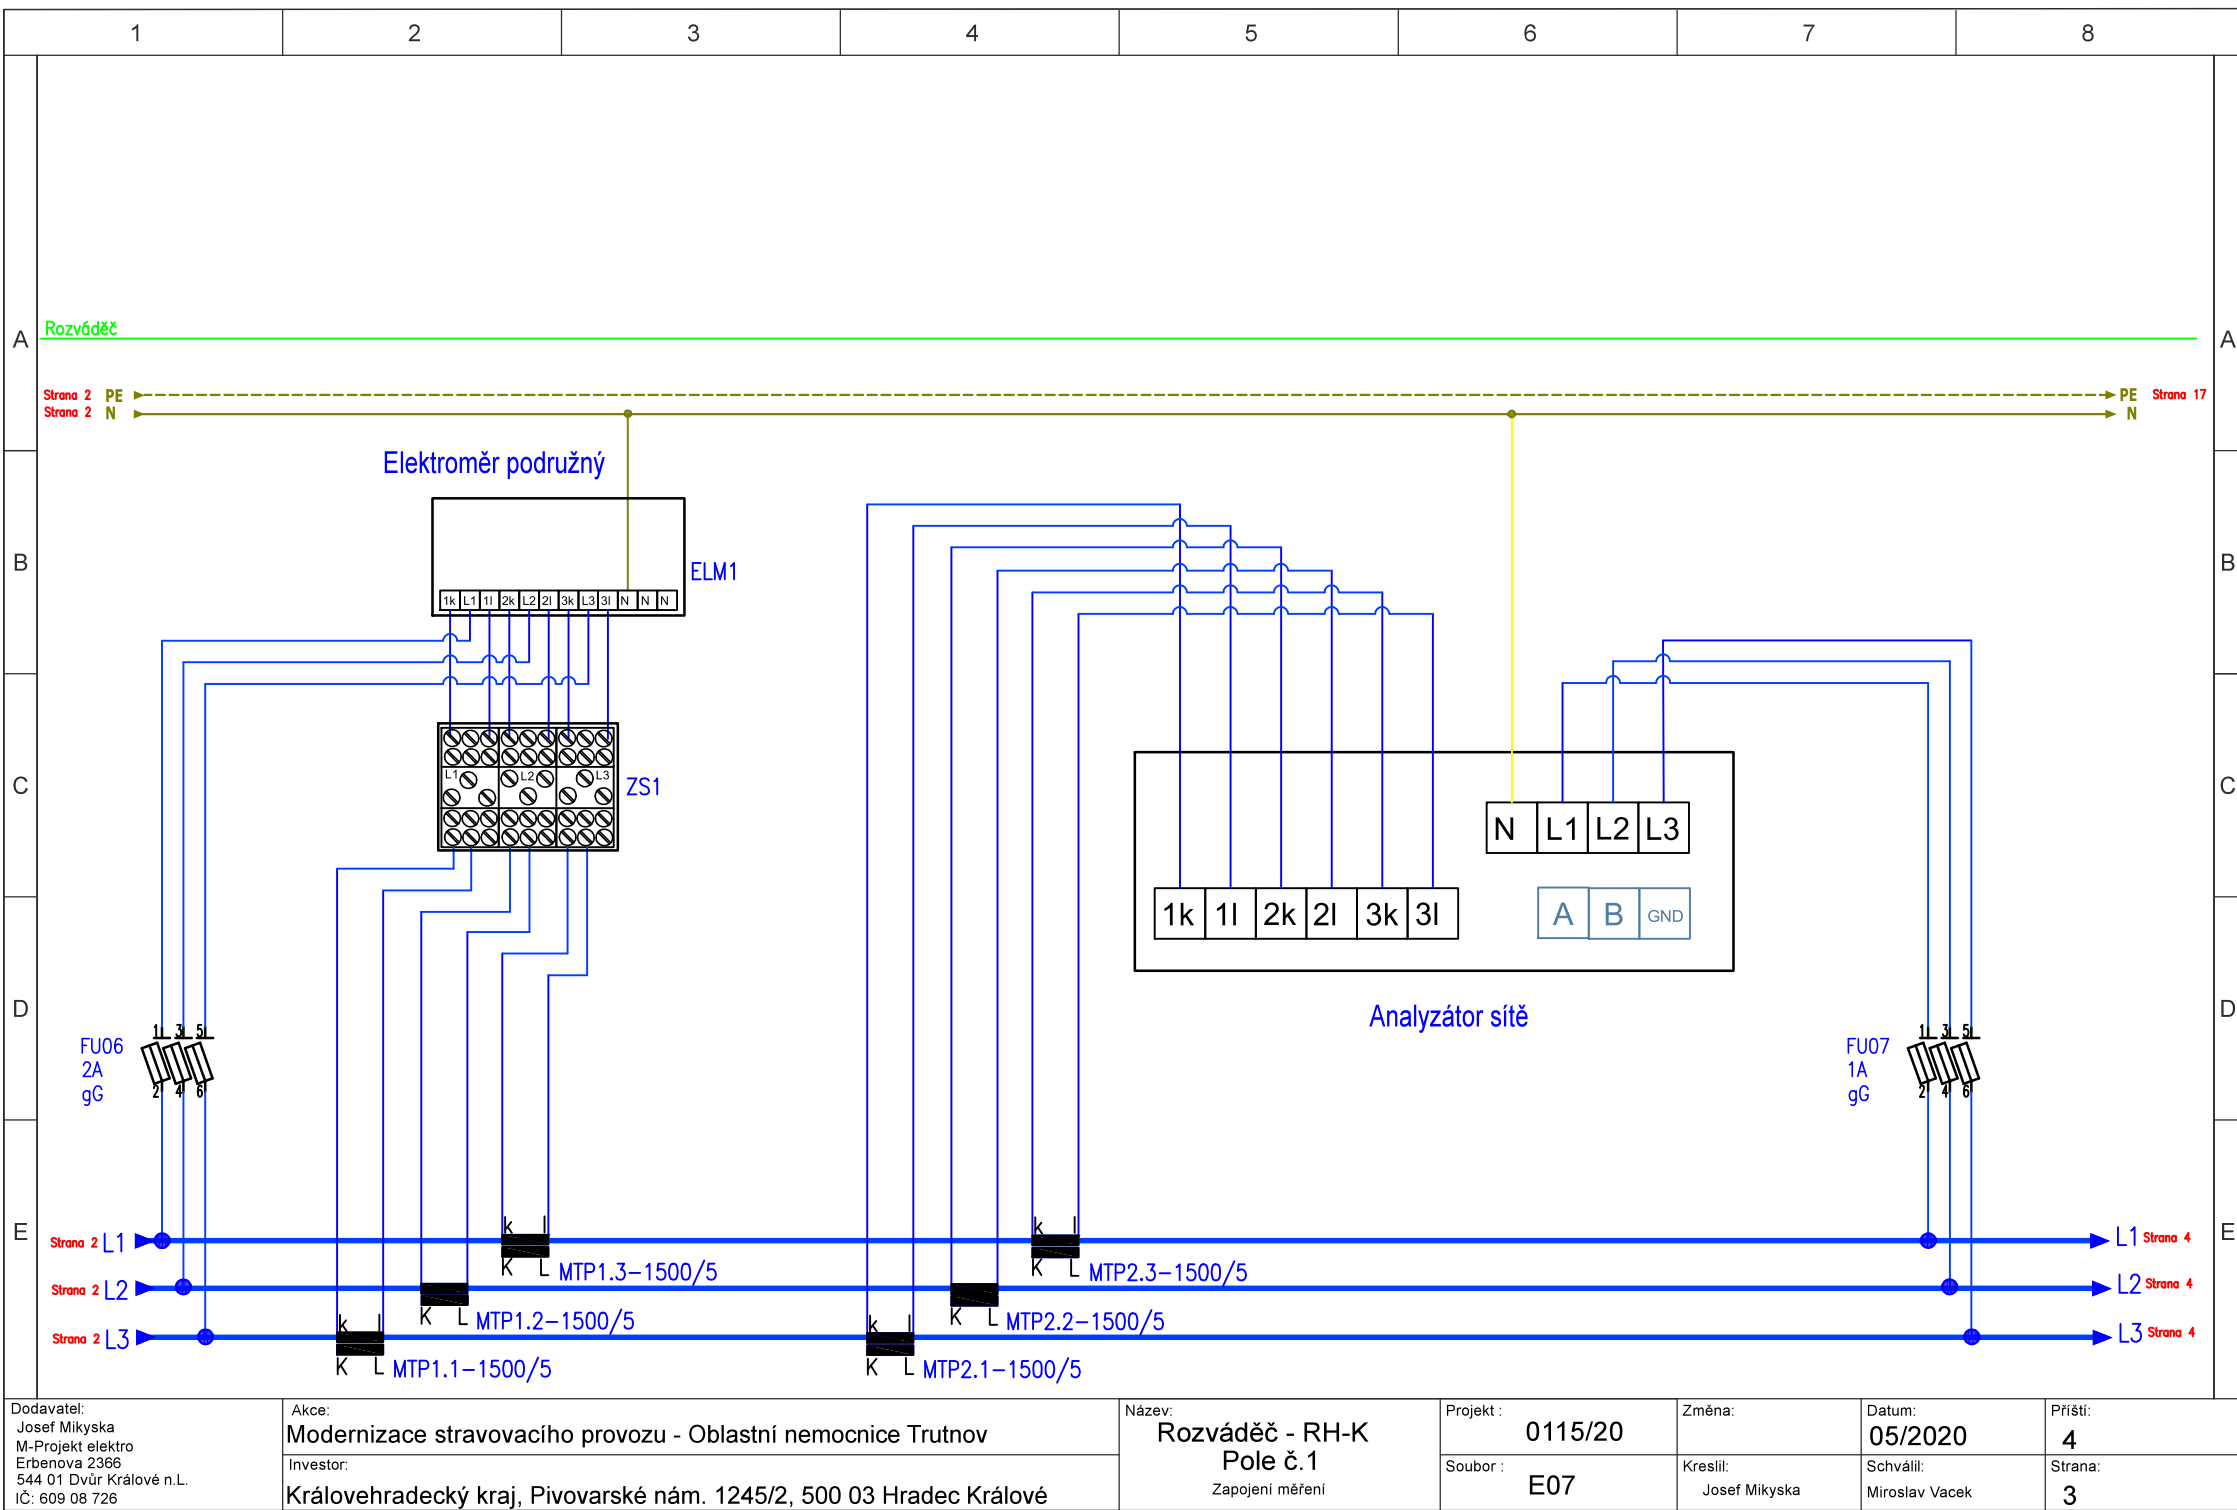 1 2 3 4 5 6 7 8
Rozváděč
A A
Strana 2 PE PE Strana 17
Strana 2 N N
Elektroměr podružný
B B
ELM1
1k L1 1l 2k L2 2l 3k L3 3l N N N
L1 L2 L3
C ZS1 C
N L1 L2 L3
1k 1l 2k 2l 3k 3l A B GND
D D
Analyzátor sítě
1 3 5 1 3 5
FU06 FU07
2A 1A
gG gG
2 4 6 2 4 6
E E
k l k l
Strana 2 L1 L1 Strana 4
K L MTP1.3-1500/5 K L MTP2.3-1500/5
Strana 2 L2 L2 Strana 4
K L MTP1.2-1500/5 K L MTP2.2-1500/5
k l k l
Strana 2 L3 L3 Strana 4
K L MTP1.1-1500/5 K L MTP2.1-1500/5
Dodavatel:
Josef Mikyska
M-Projekt elektro
Erbenova 2366
544 01 Dvůr Králové n.L.
IČ: 609 08 726
Akce:
Modernizace stravovacího provozu - Oblastní nemocnice Trutnov
Investor:
Královehradecký kraj, Pivovarské nám. 1245/2, 500 03 Hradec Králové
Název:
Rozváděč - RH-K
Pole č.1
Zapojení měření
Projekt :
0115/20
Soubor :
E07
Změna:
Kreslil:
Josef Mikyska
Datum:
05/2020
Schválil:
Miroslav Vacek
Příští:
4
Strana:
3